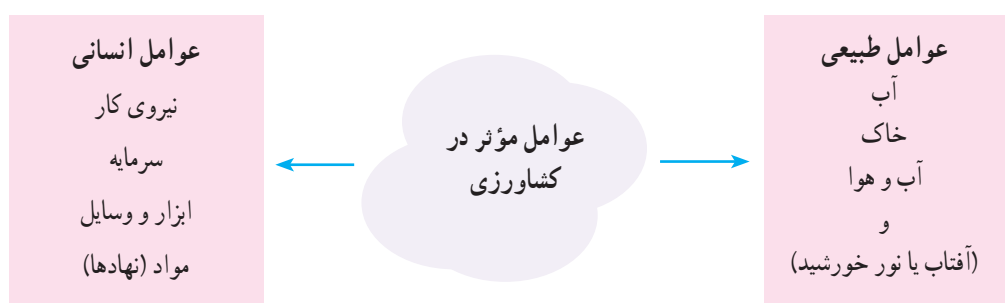 عوامل طبیعی
آب
خاک
آب و هوا
و
(آفتاب یا نور خورشید)
عوامل مؤثر در
کشاورزی
عوامل انسانی
نیروی کار
سرمایه
ابزار و وسایل
مواد (نهادها)